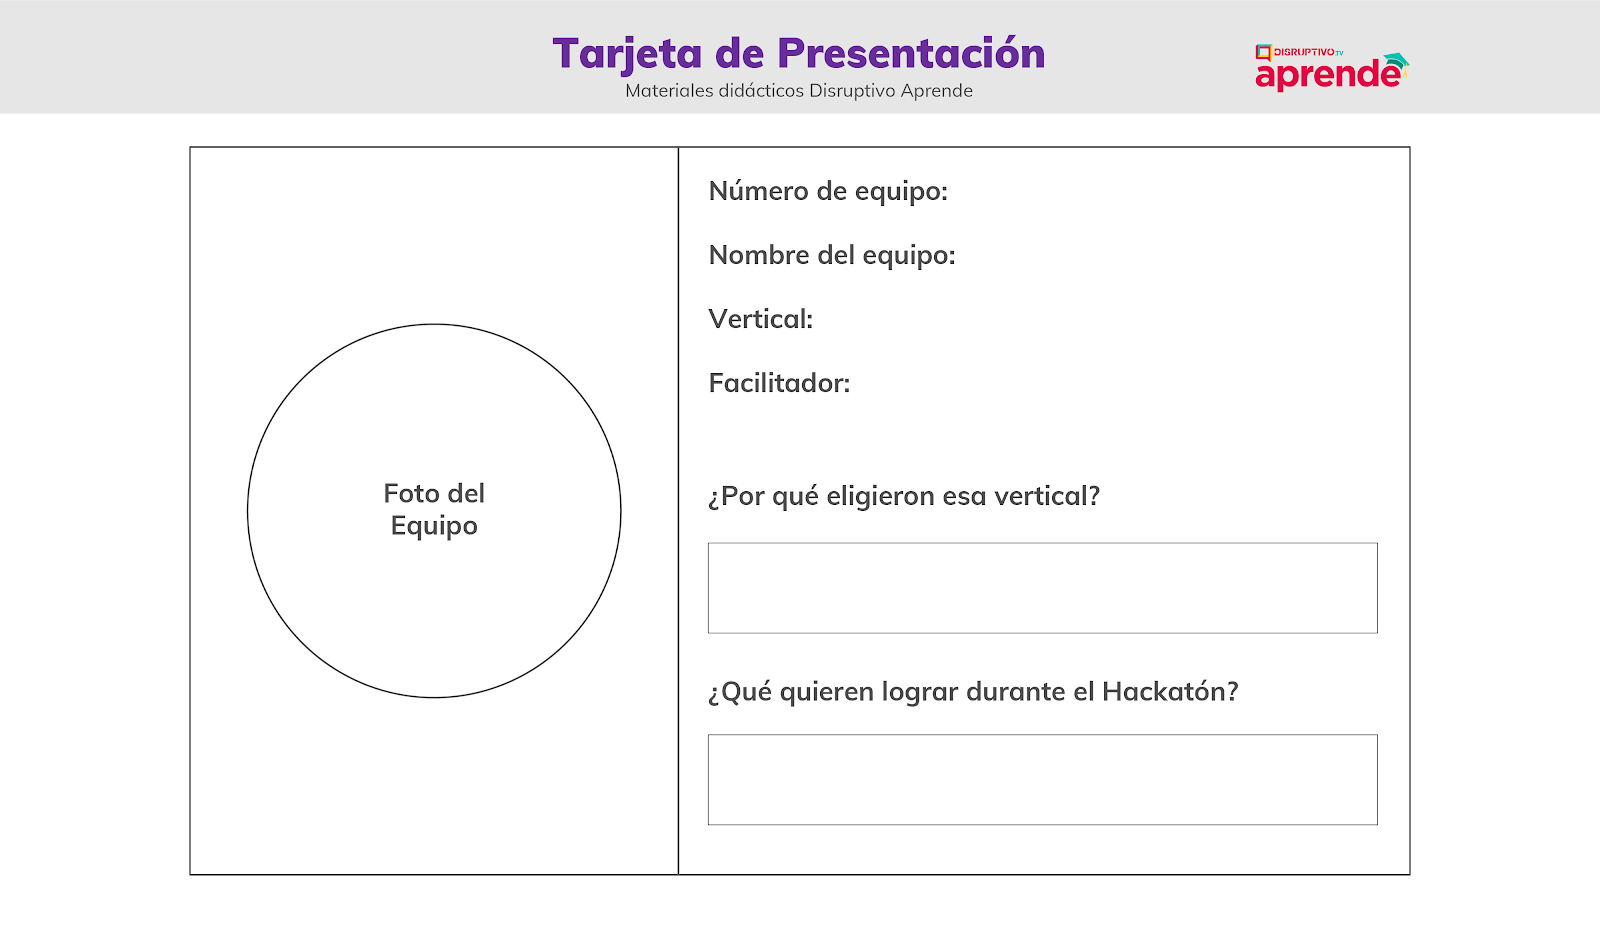 Tarjeta de Presentación
Materiales didácticos Disruptivo Aprende
DISRUPTIVO TV
aprende
Número de equipo:
Nombre del equipo:
Vertical:
Facilitador:
Foto del
Equipo
¿Por qué eligieron esa vertical?
¿Qué quieren lograr durante el Hackatón?